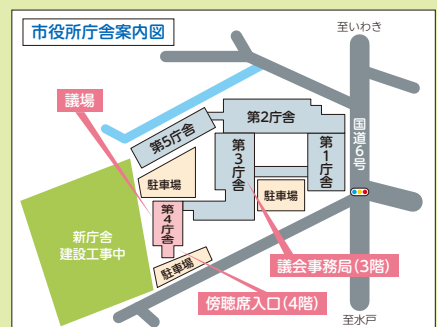 市役所庁舎案内図
至いわき
議場
第2庁舎
第5庁舎
国道6号
第1庁舎
第3庁舎
駐車場
駐車場
第4庁舎
新庁舎
建設工事中
議会事務局(3階)
駐車場
傍聴席入口(4階)
至水戸